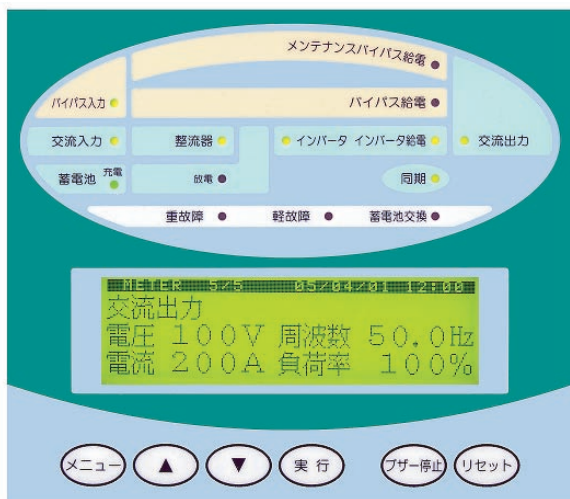 メンテナンスバイパス給電
バイパス入力
バイパス給電
交流入力
整流器
インバータ インバータ給電
交流出力
蓄電池 充電
放電
同期
重故障
軽故障
蓄電池交換
METER 5/5 05/04/01 12:00
交流出力
電圧 100V 周波数 50.0Hz
電流 200A 負荷率 100%
メニュー
▲
▼
実行
ブザー停止
リセット